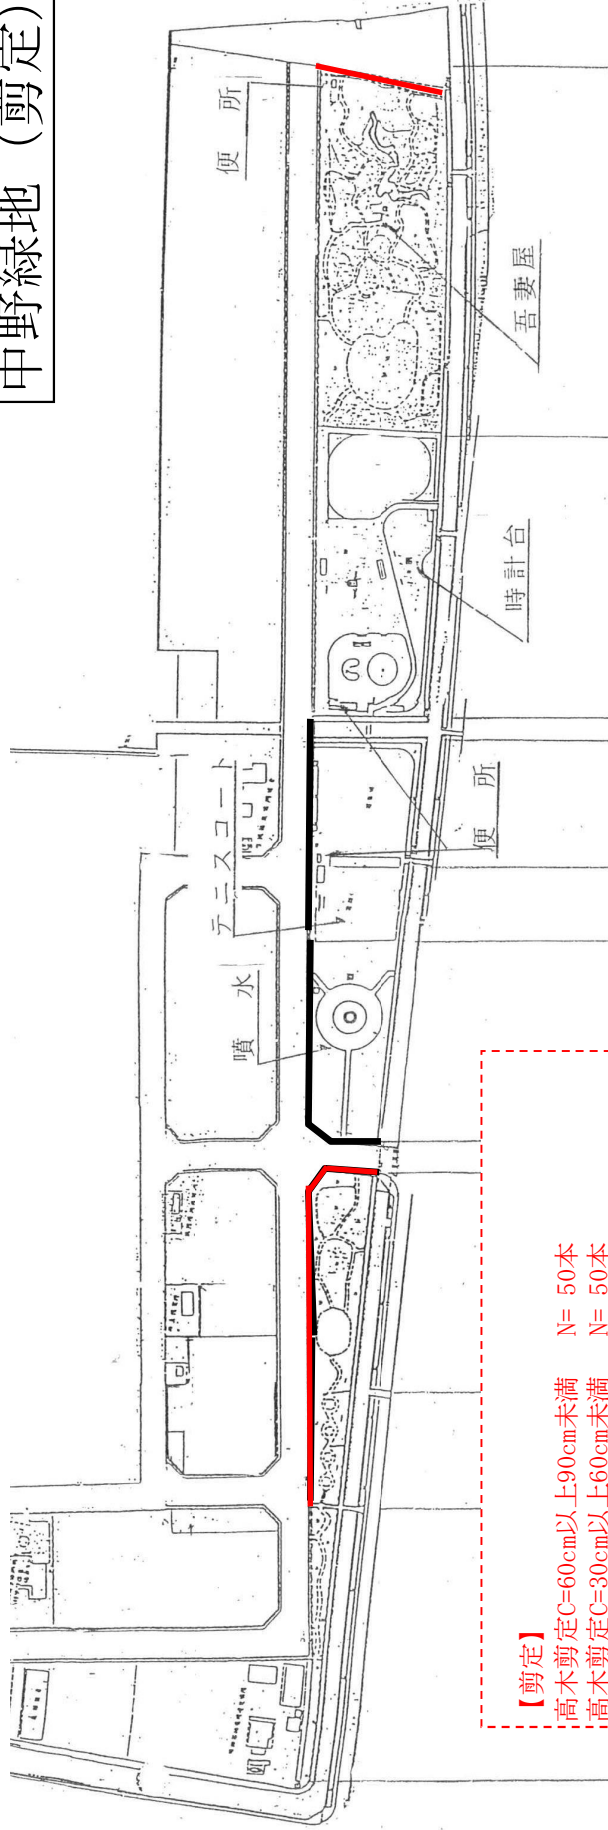 中野緑地（剪定）
便所
吾妻屋
時計台
便所
テニスコート
噴水
【剪定】
高木剪定C=60cm以上90cm未満　N= 50本
高木剪定C=30cm以上60cm未満　N= 50本